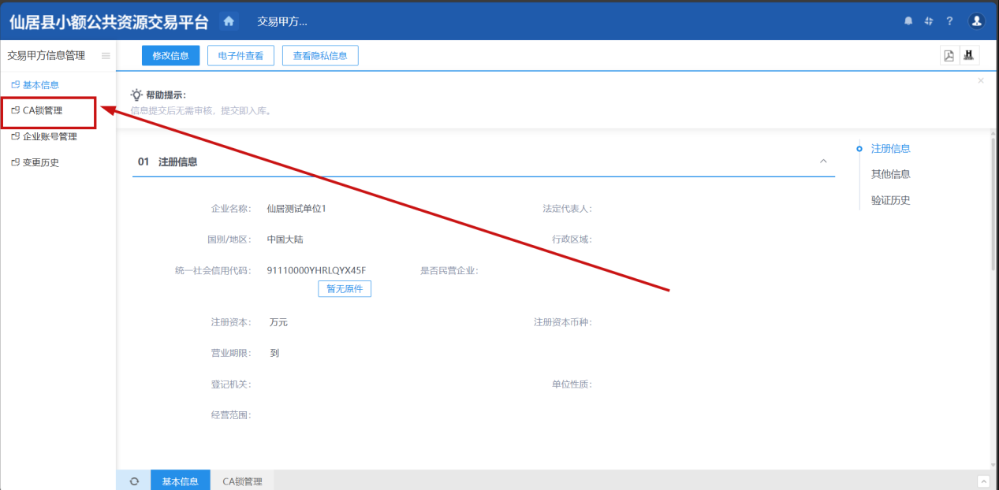 仙居县小额公共资源交易平台 交易甲方...
交易甲方信息管理
基本信息
CA锁管理
企业账号管理
变更历史
修改信息 电子件查看 查看隐私信息
帮助提示：
信息提交后无需审核，提交即入库。
01 注册信息
企业名称： 仙居测试单位1 法定代表人：
国别/地区： 中国大陆 行政区域：
统一社会信用代码： 91110000YHRLQYX45F 是否民营企业：
暂无原件
注册资本： 万元 注册资本币种：
营业期限： 到
登记机关： 单位性质：
经营范围：
注册信息
其他信息
验证历史
基本信息 CA锁管理